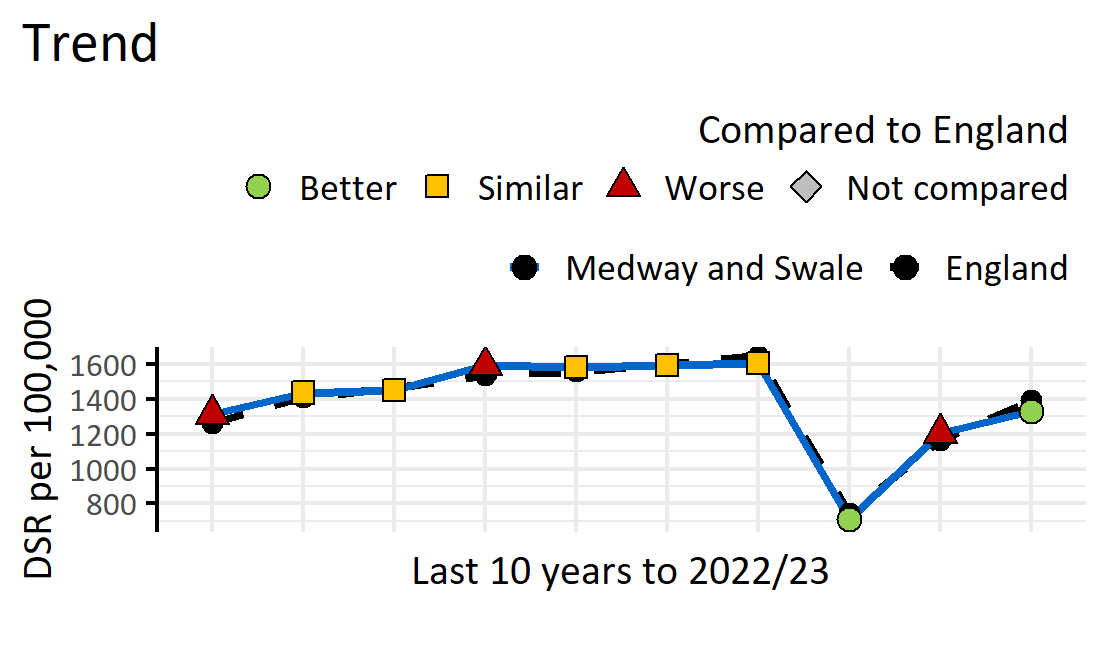 Trend
Compared to England
Better Similar Worse Not compared
Medway and Swale England
DSR per 100,000
1600
1400
1200
1000
800
Last 10 years to 2022/23